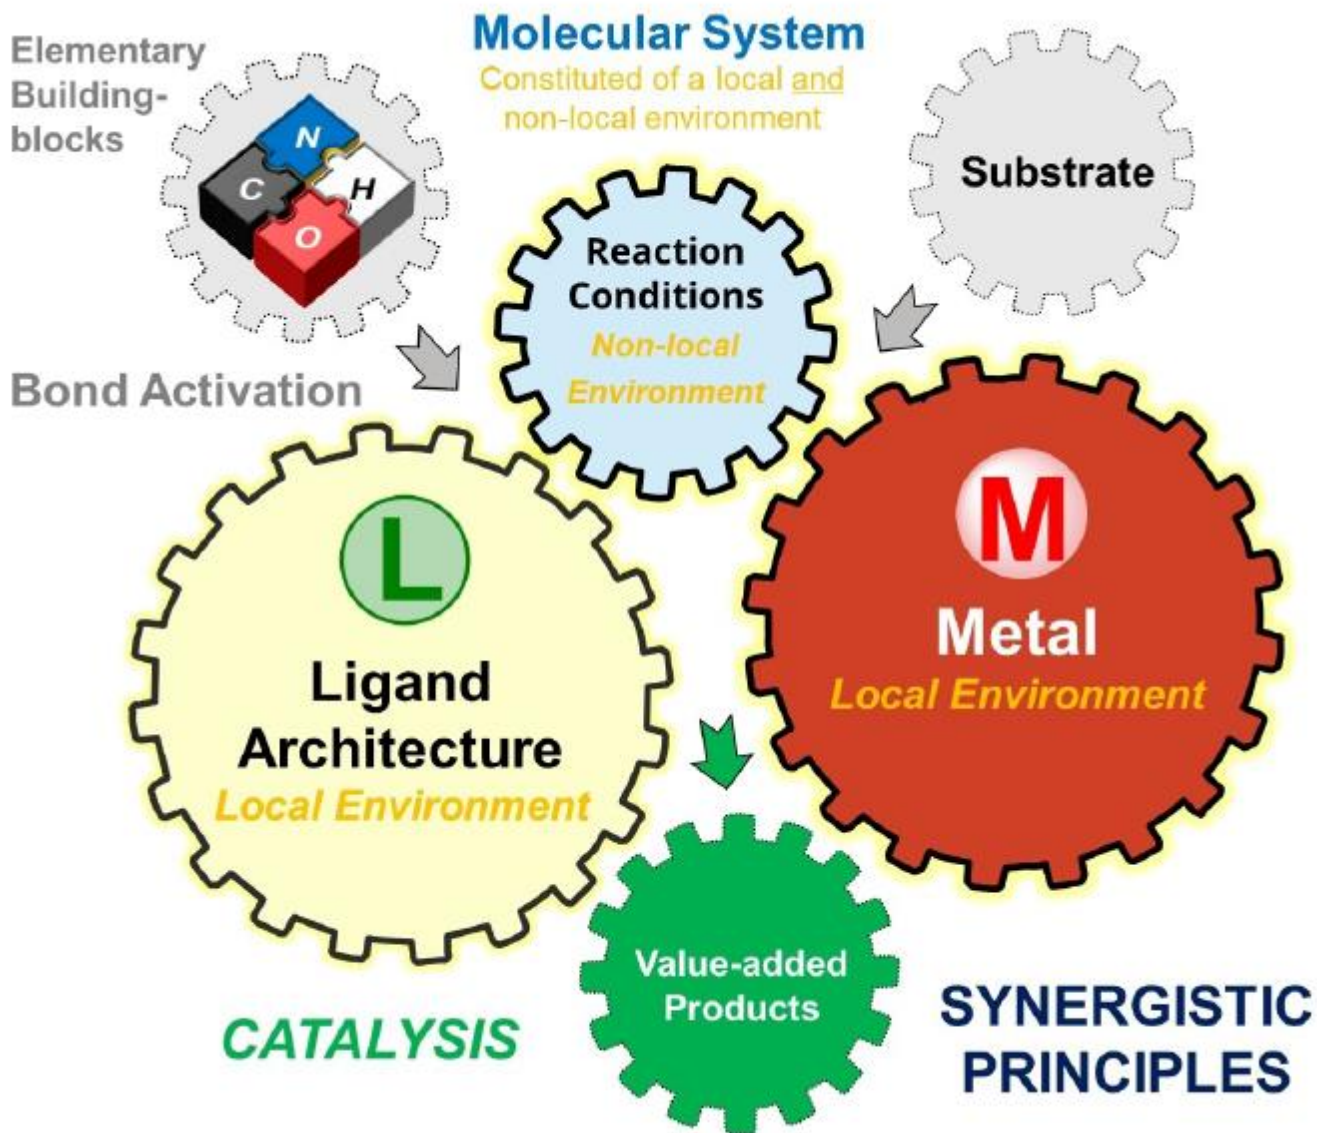 Elementary
Building-
blocks
N
C
H
O
Molecular System
Constituted of a local and
non-local environment
Substrate
Reaction
Conditions
Non-local
Environment
Bond Activation
L
Ligand
Architecture
Local Environment
M
Metal
Local Environment
Value-added
Products
CATALYSIS
SYNERGISTIC
PRINCIPLES